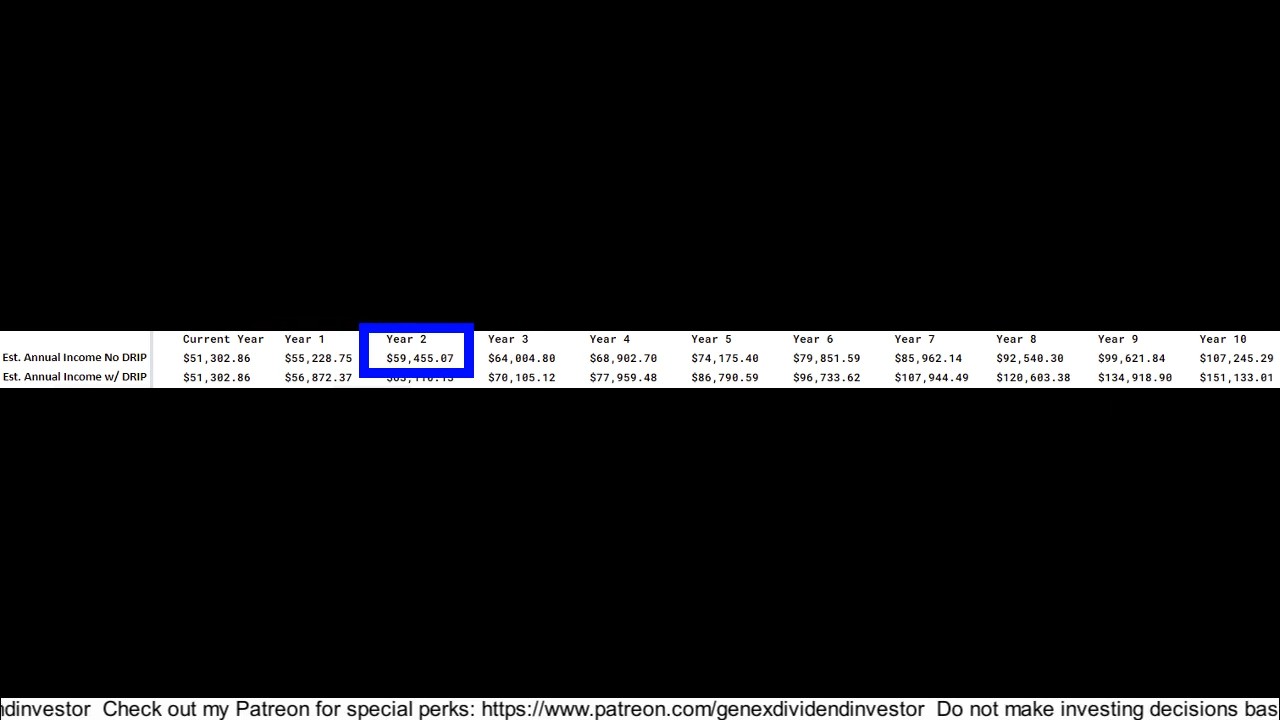 Current Year Year 1 Year 2 Year 3 Year 4 Year 5 Year 6 Year 7 Year 8 Year 9 Year 10
Est. Annual Income No DRIP $51,302.86 $55,228.75 $59,455.07 $64,004.80 $68,902.70 $74,175.40 $79,851.59 $85,962.14 $92,540.30 $99,621.84 $107,245.29
Est. Annual Income w/ DRIP $51,302.86 $56,872.37 $70,105.12 $77,959.48 $86,790.59 $96,733.62 $107,944.49 $120,603.38 $134,918.90 $151,133.01
ndinvestor Check out my Patreon for special perks: https://www.patreon.com/genexdividendinvestor Do not make investing decisions bas